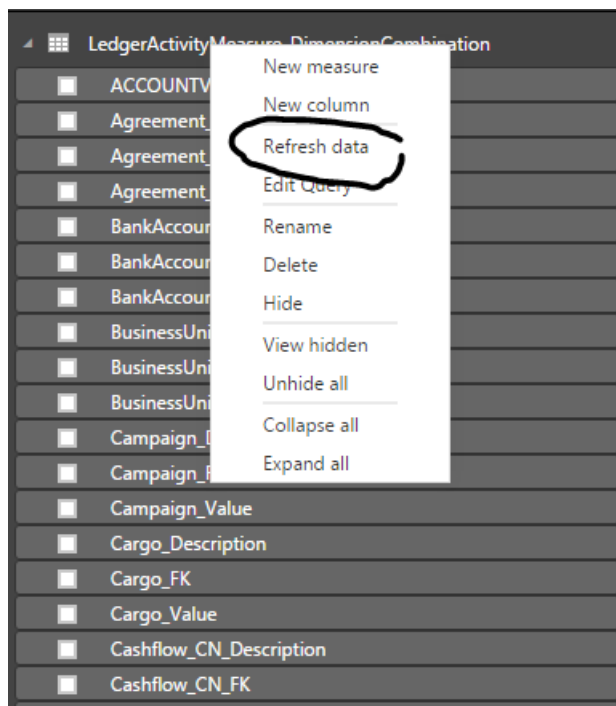 LedgerActivityMeasure_DimensionCombination
New measure
ACCOUNTV
New column
Agreement_
Refresh data
Agreement_
Edit Query
Agreement_
BankAccour
Rename
BankAccour
Delete
BankAccour
Hide
BusinessUni
View hidden
BusinessUni
Unhide all
BusinessUni
Collapse all
Campaign_
Expand all
Campaign_
Campaign_Value
Cargo_Description
Cargo_FK
Cargo_Value
Cashflow_CN_Description
Cashflow_CN_FK